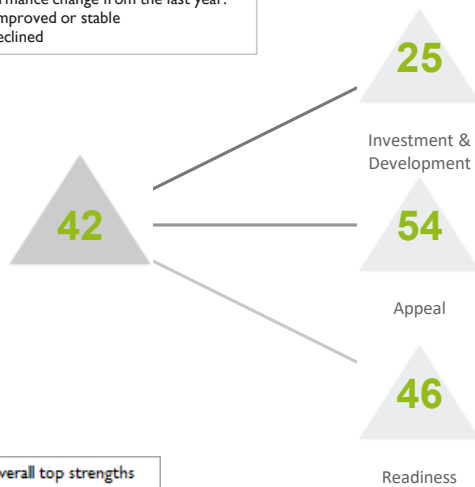 rmance change from the last year:
mproved or stable
eclined
25
Investment &
Development
42
54
Appeal
46
Readiness
verall top strengths